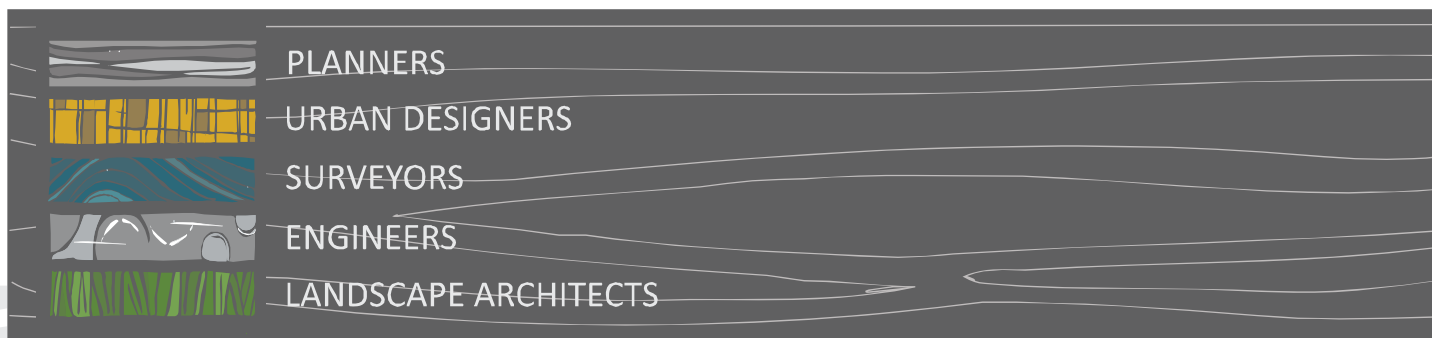 PLANNERS
URBAN DESIGNERS
SURVEYORS
ENGINEERS
LANDSCAPE ARCHITECTS